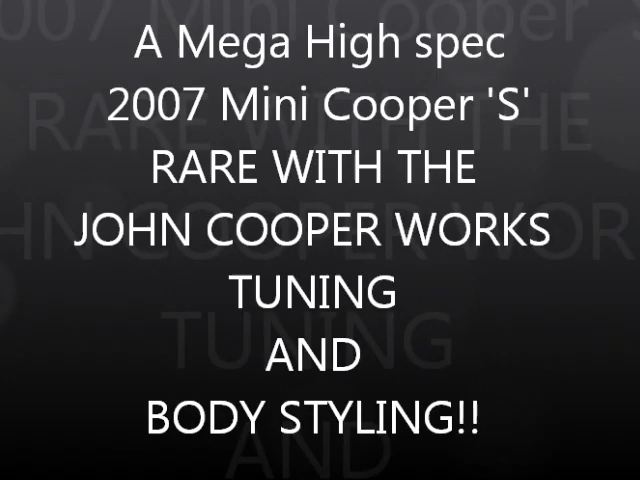 A Mega High spec
2007 Mini Cooper 'S'
RARE WITH THE
JOHN COOPER WORKS
TUNING
AND
BODY STYLING!!